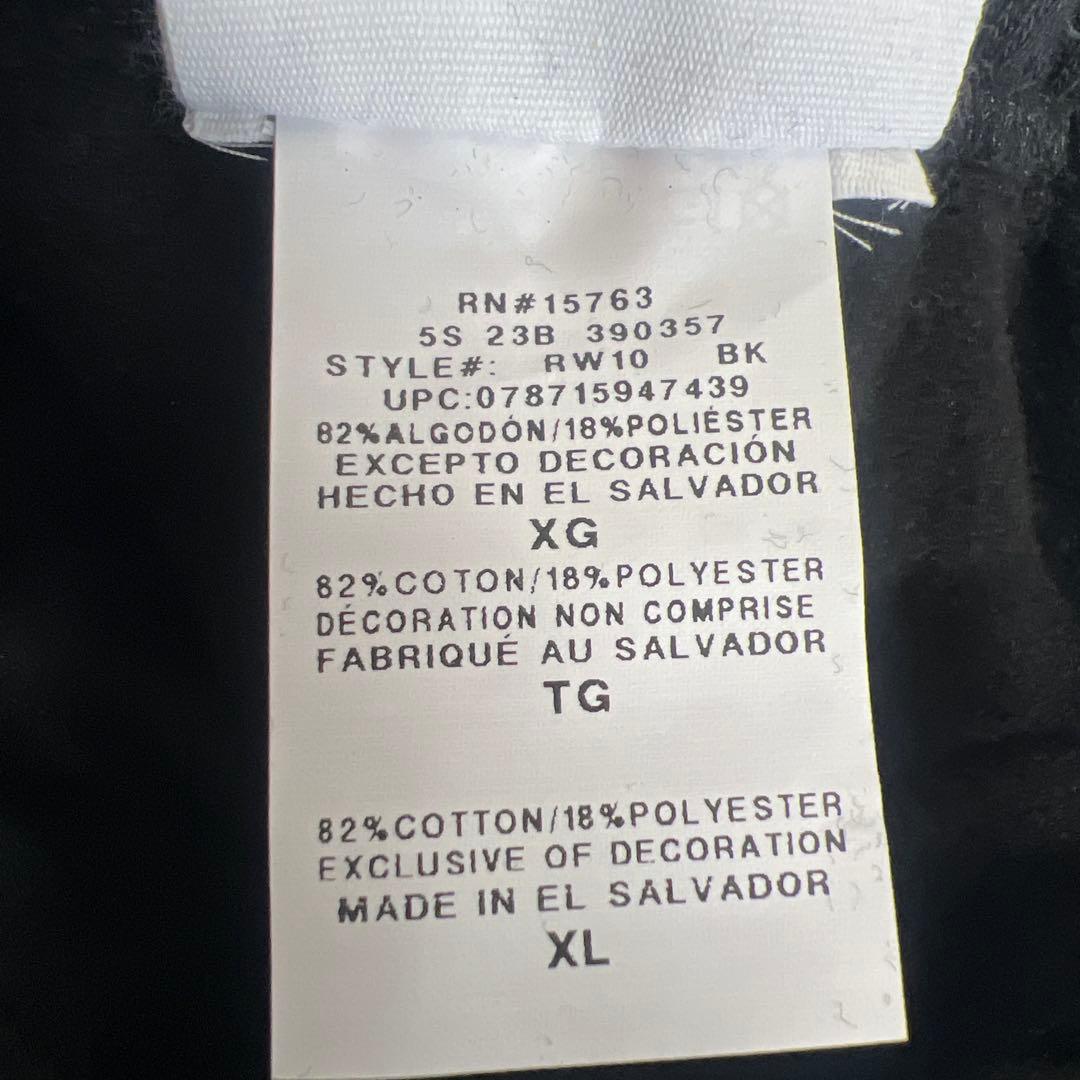 RN#15763
5S 23B 390357
STYLE#: RW10 BK
UPC:078715947439
82%ALGODÓN/18%POLIÉSTER
EXCEPTO DECORACIÓN
HECHO EN EL SALVADOR
XG
82%COTON/18%POLYESTER
DÉCORATION NON COMPRISE
FABRIQUÉ AU SALVADOR
TG
82%COTTON/18%POLYESTER
EXCLUSIVE OF DECORATION
MADE IN EL SALVADOR
XL